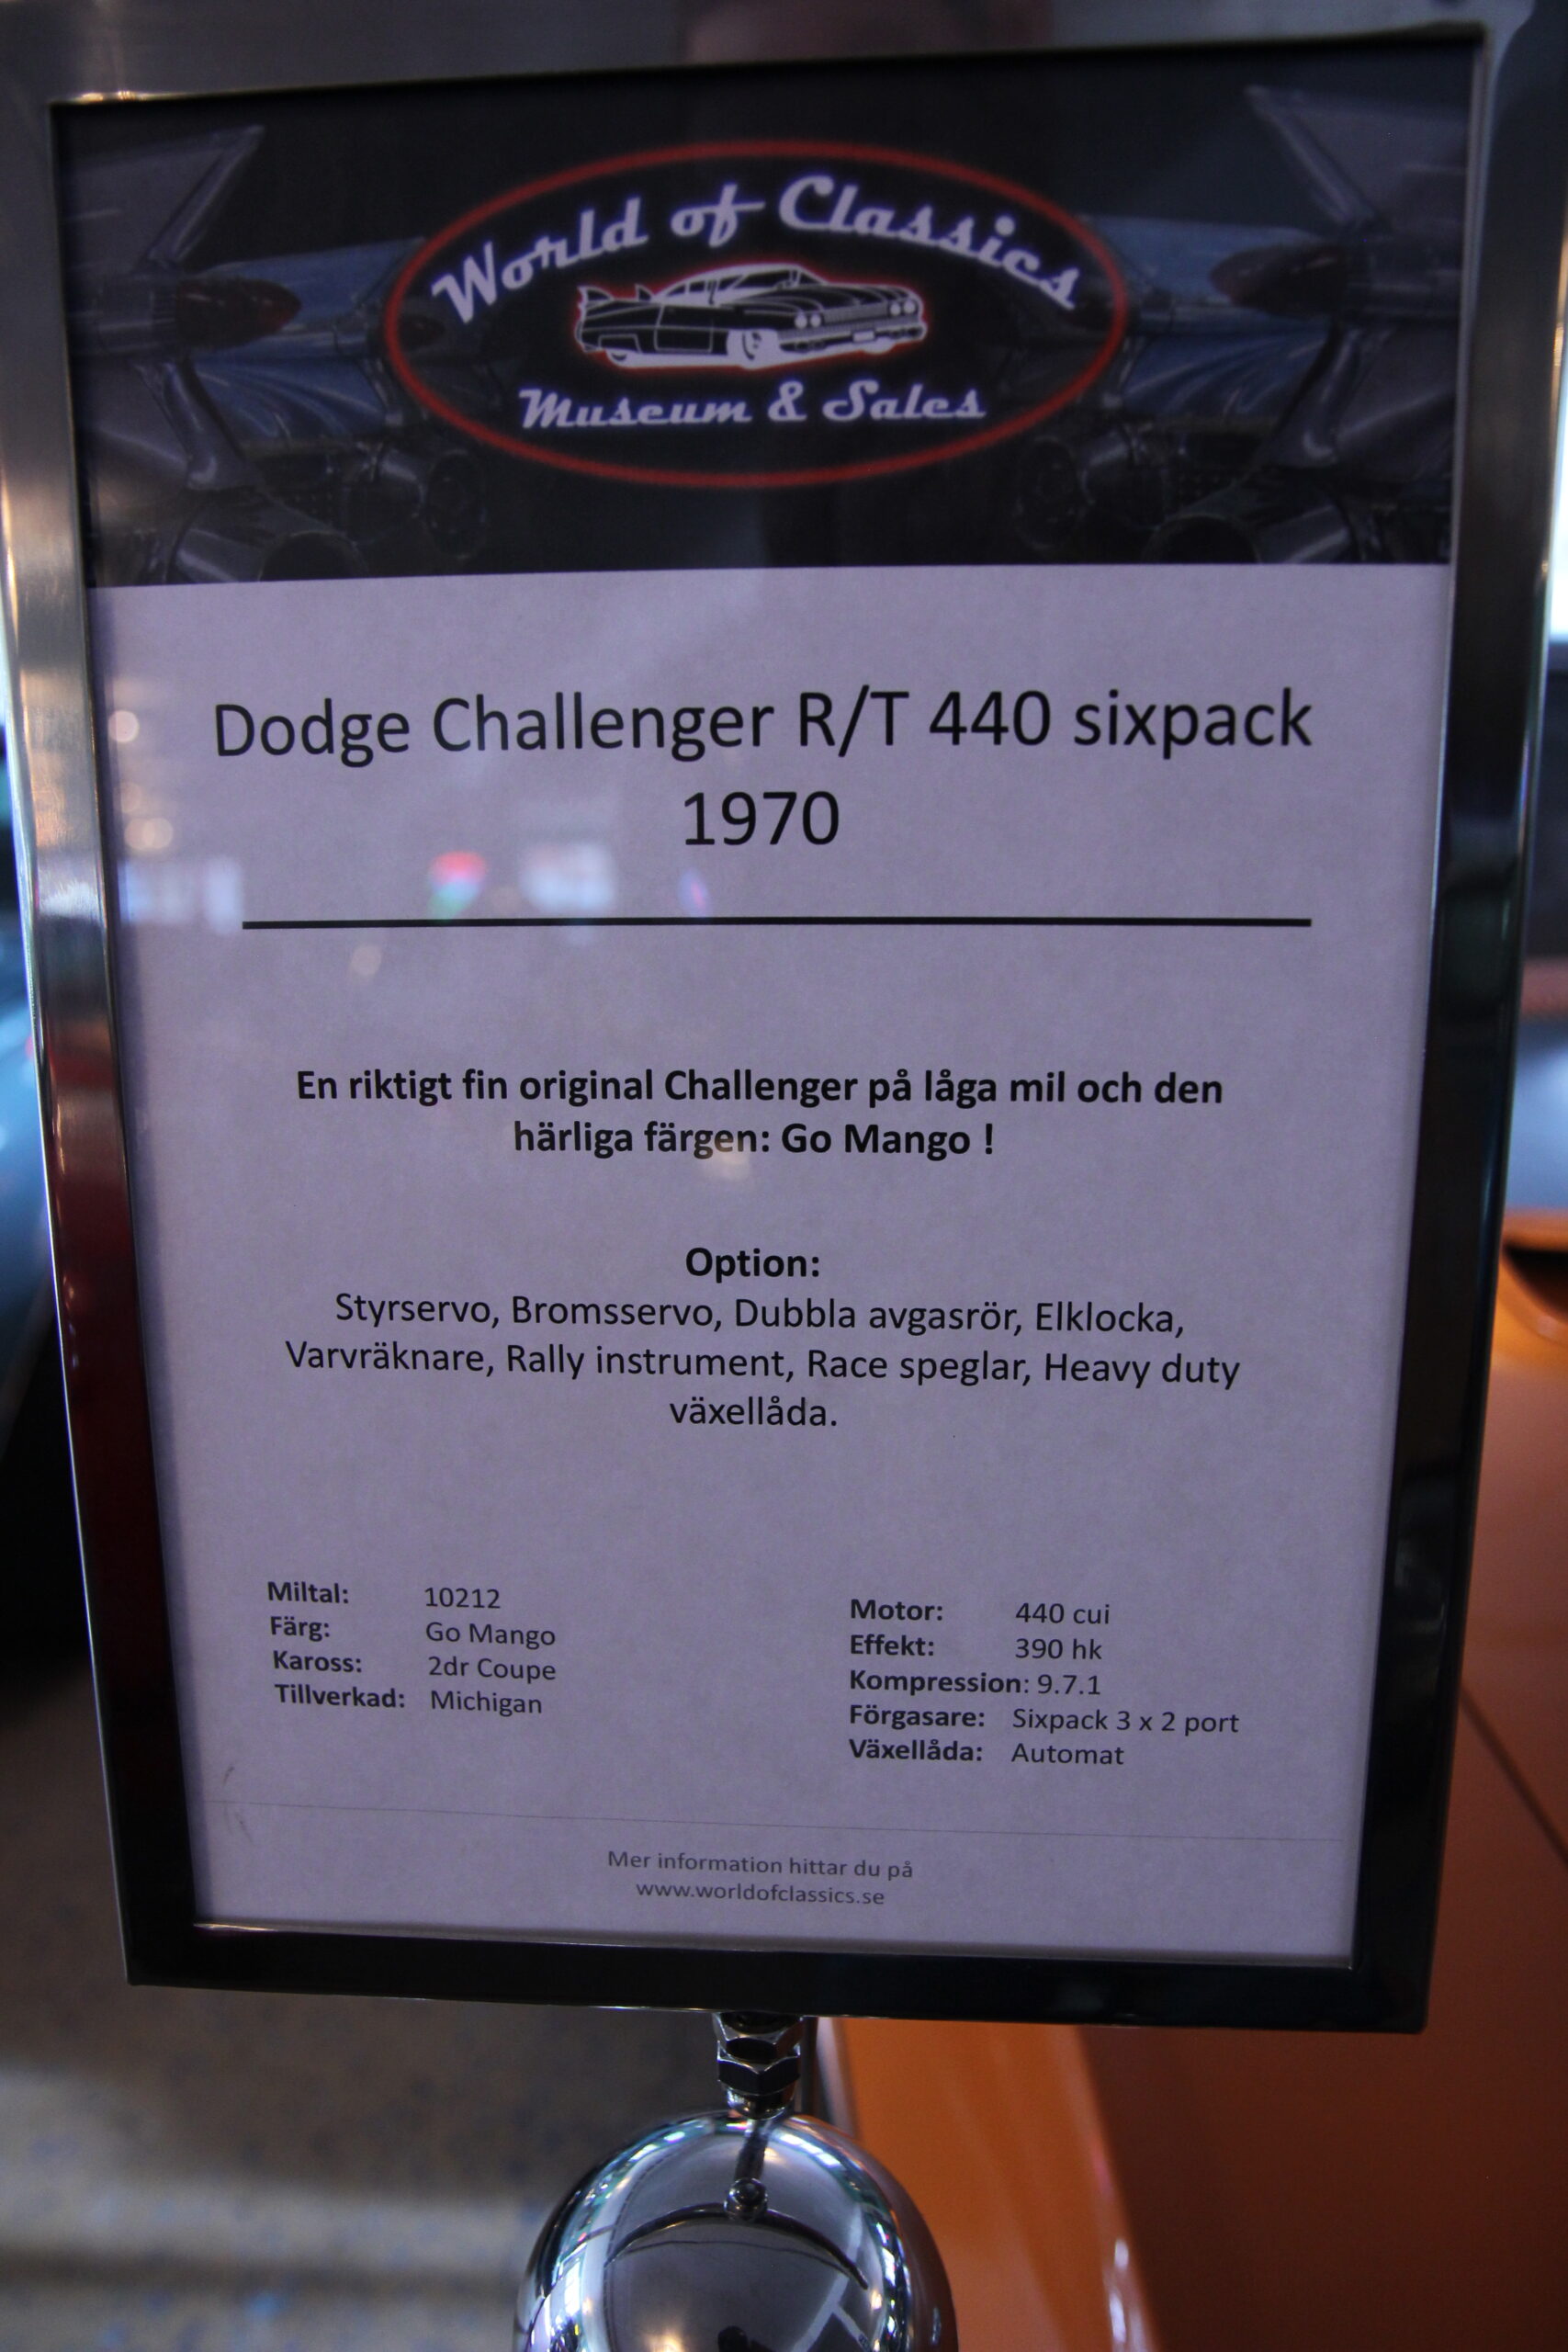 World of Classics
Museum & Sales
Dodge Challenger R/T 440 sixpack
1970
En riktigt fin original Challenger på låga mil och den
härliga färgen: Go Mango !
Option:
Styrservo, Bromsservo, Dubbla avgasrör, Elklocka,
Varvräknare, Rally instrument, Race speglar, Heavy duty
växellåda.
Miltal: 10212
Färg: Go Mango
Kaross: 2dr Coupe
Tillverkad: Michigan
Motor: 440 cui
Effekt: 390 hk
Kompression: 9.7.1
Förgasare: Sixpack 3 x 2 port
Växellåda: Automat
Mer information hittar du på
www.worldofclassics.se